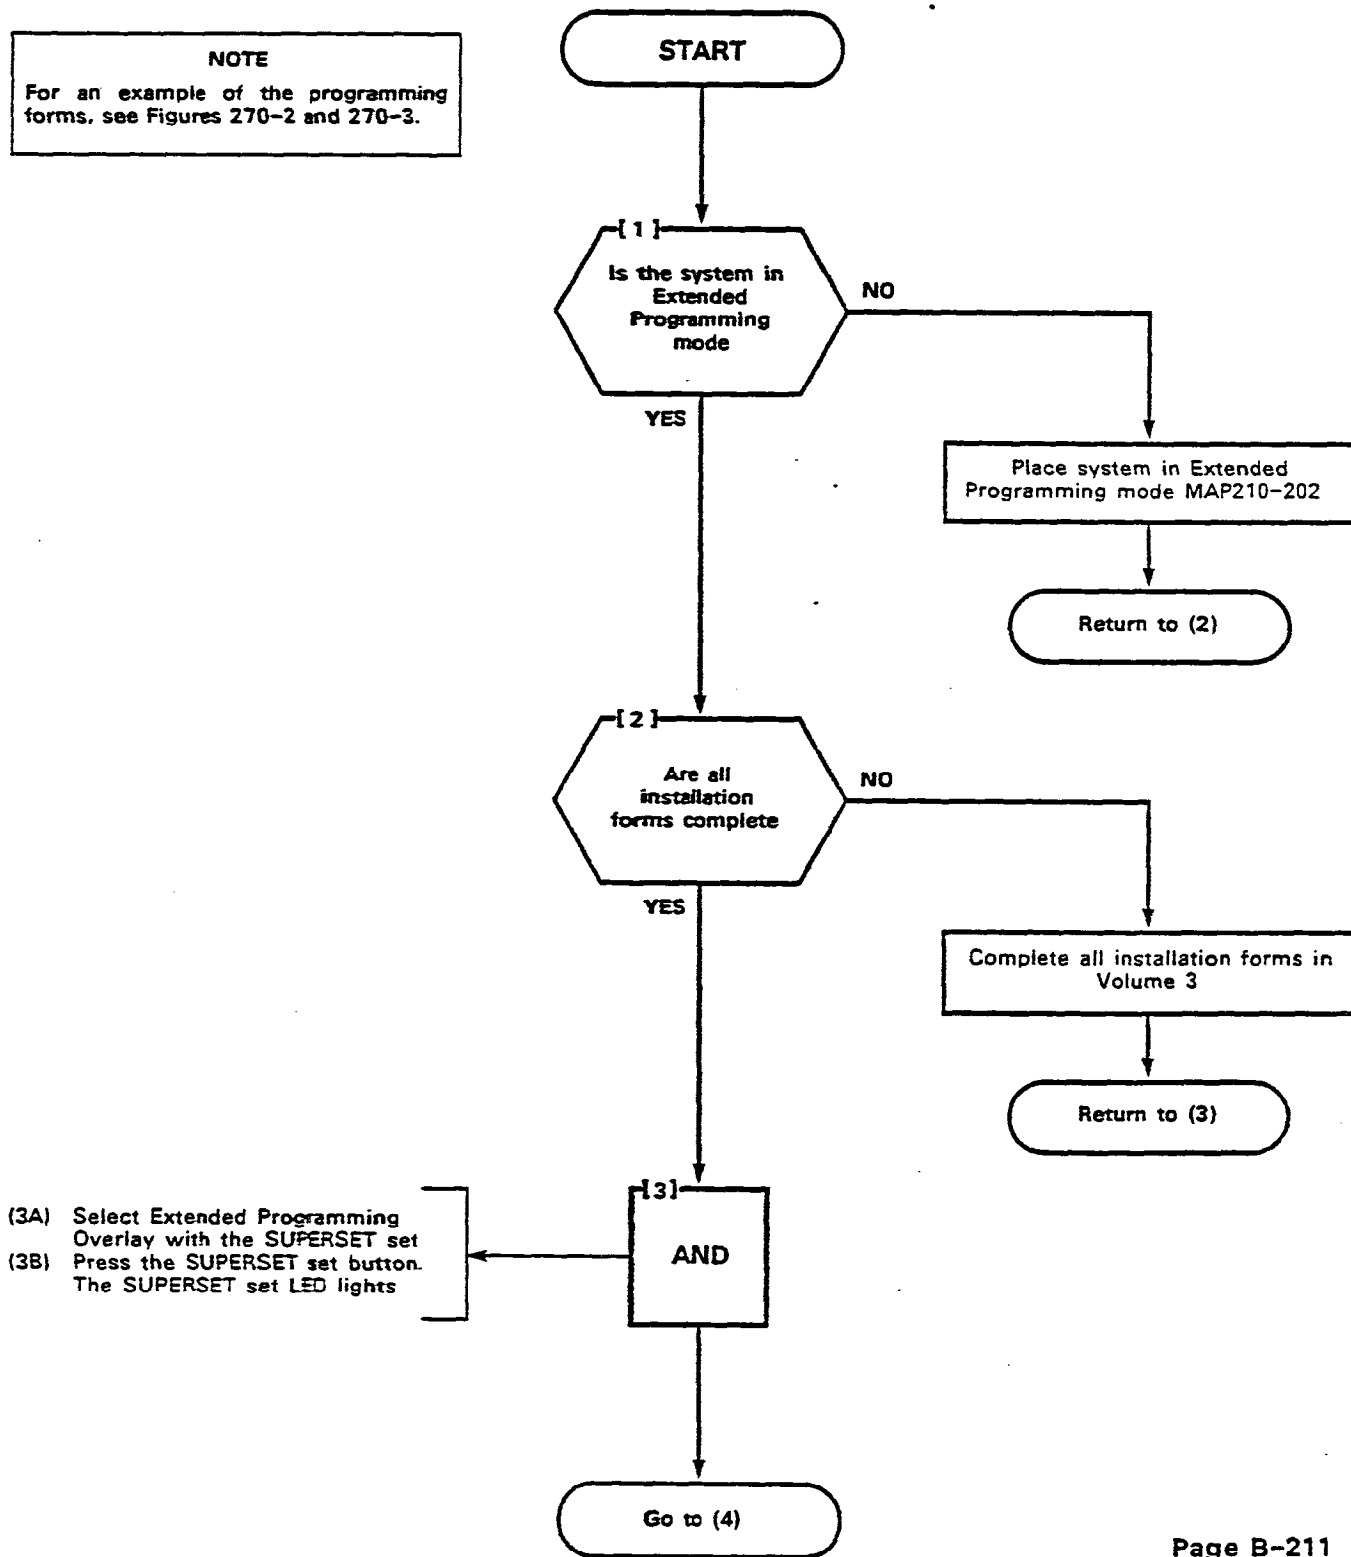 NOTE
For an example of the programming
forms, see Figures 270-2 and 270-3.
START
[1]
Is the system in
Extended
Programming
mode
NO
YES
Place system in Extended
Programming mode MAP210-202
Return to (2)
[2]
Are all
installation
forms complete
NO
YES
Complete all installation forms in
Volume 3
Return to (3)
[3]
AND
(3A) Select Extended Programming
Overlay with the SUPERSET set
(3B) Press the SUPERSET set button.
The SUPERSET set LED lights
Go to (4)
Page B-211